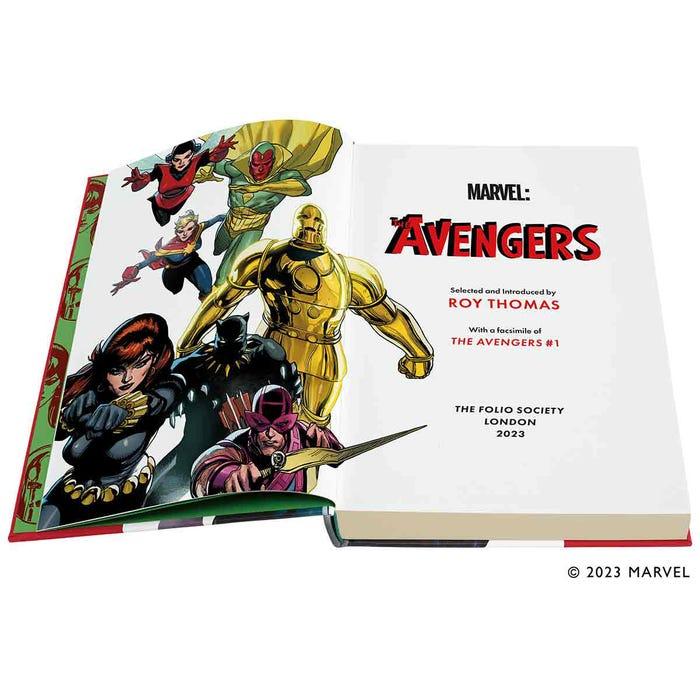 MARVEL:
THE AVENGERS
Selected and Introduced by
ROY THOMAS
With a facsimile of
THE AVENGERS #1
THE FOLIO SOCIETY
LONDON
2023
© 2023 MARVEL